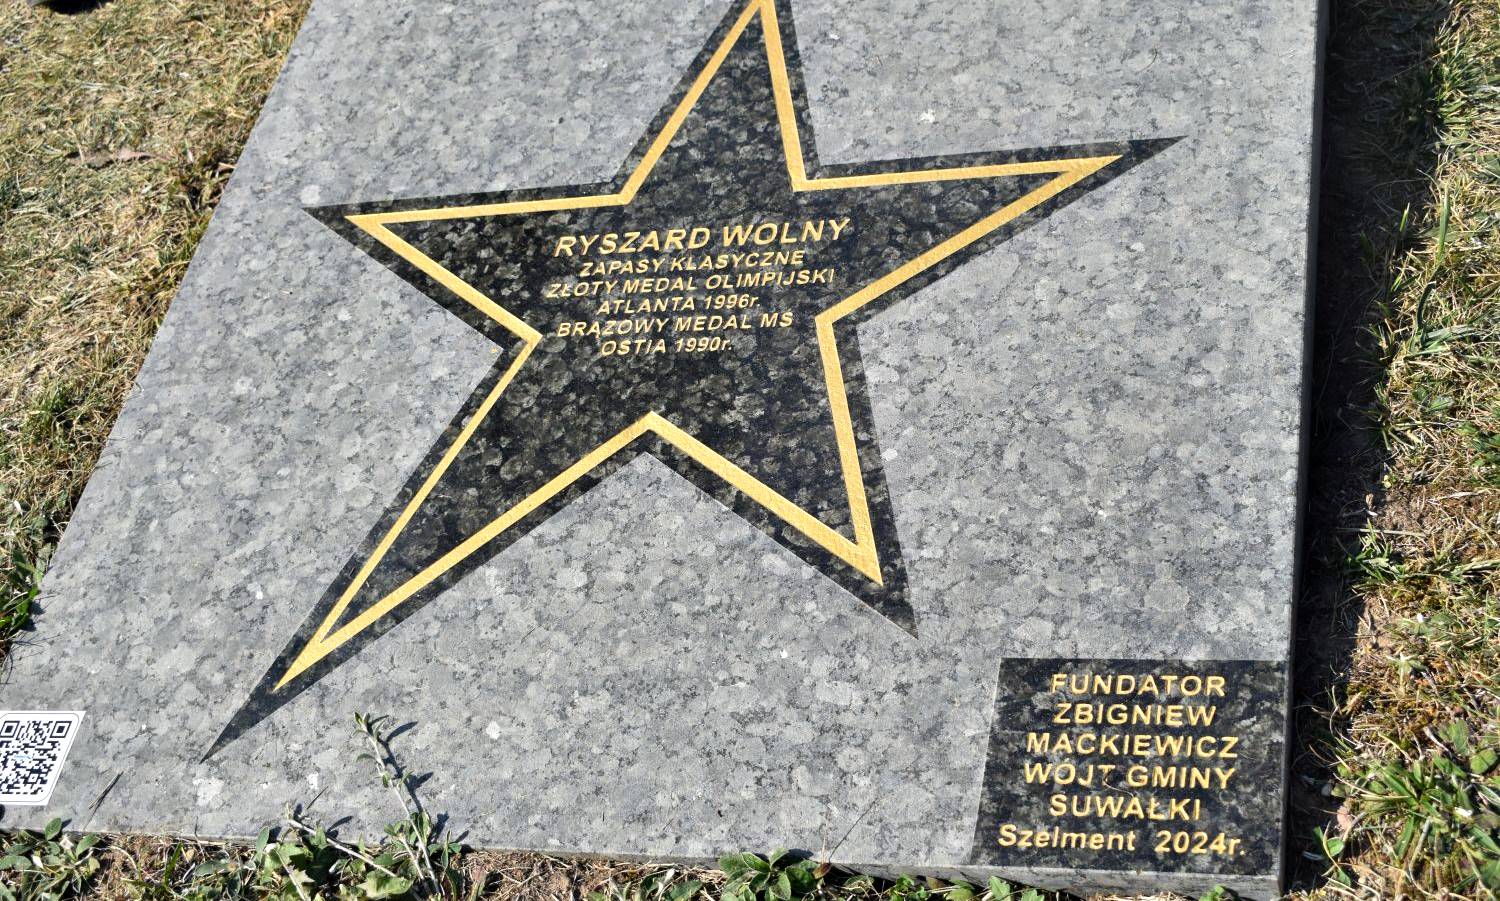 RYSZARD WOLNY
ZAPASY KLASYCZNE
ZŁOTY MEDAL OLIMPIJSKI
ATLANTA 1996r.
BRĄZOWY MEDAL MŚ
OSTIA 1990r.
FUNDATOR
ZBIGNIEW
MACKIEWICZ
WÓJT GMINY
SUWAŁKI
Szelment 2024r.